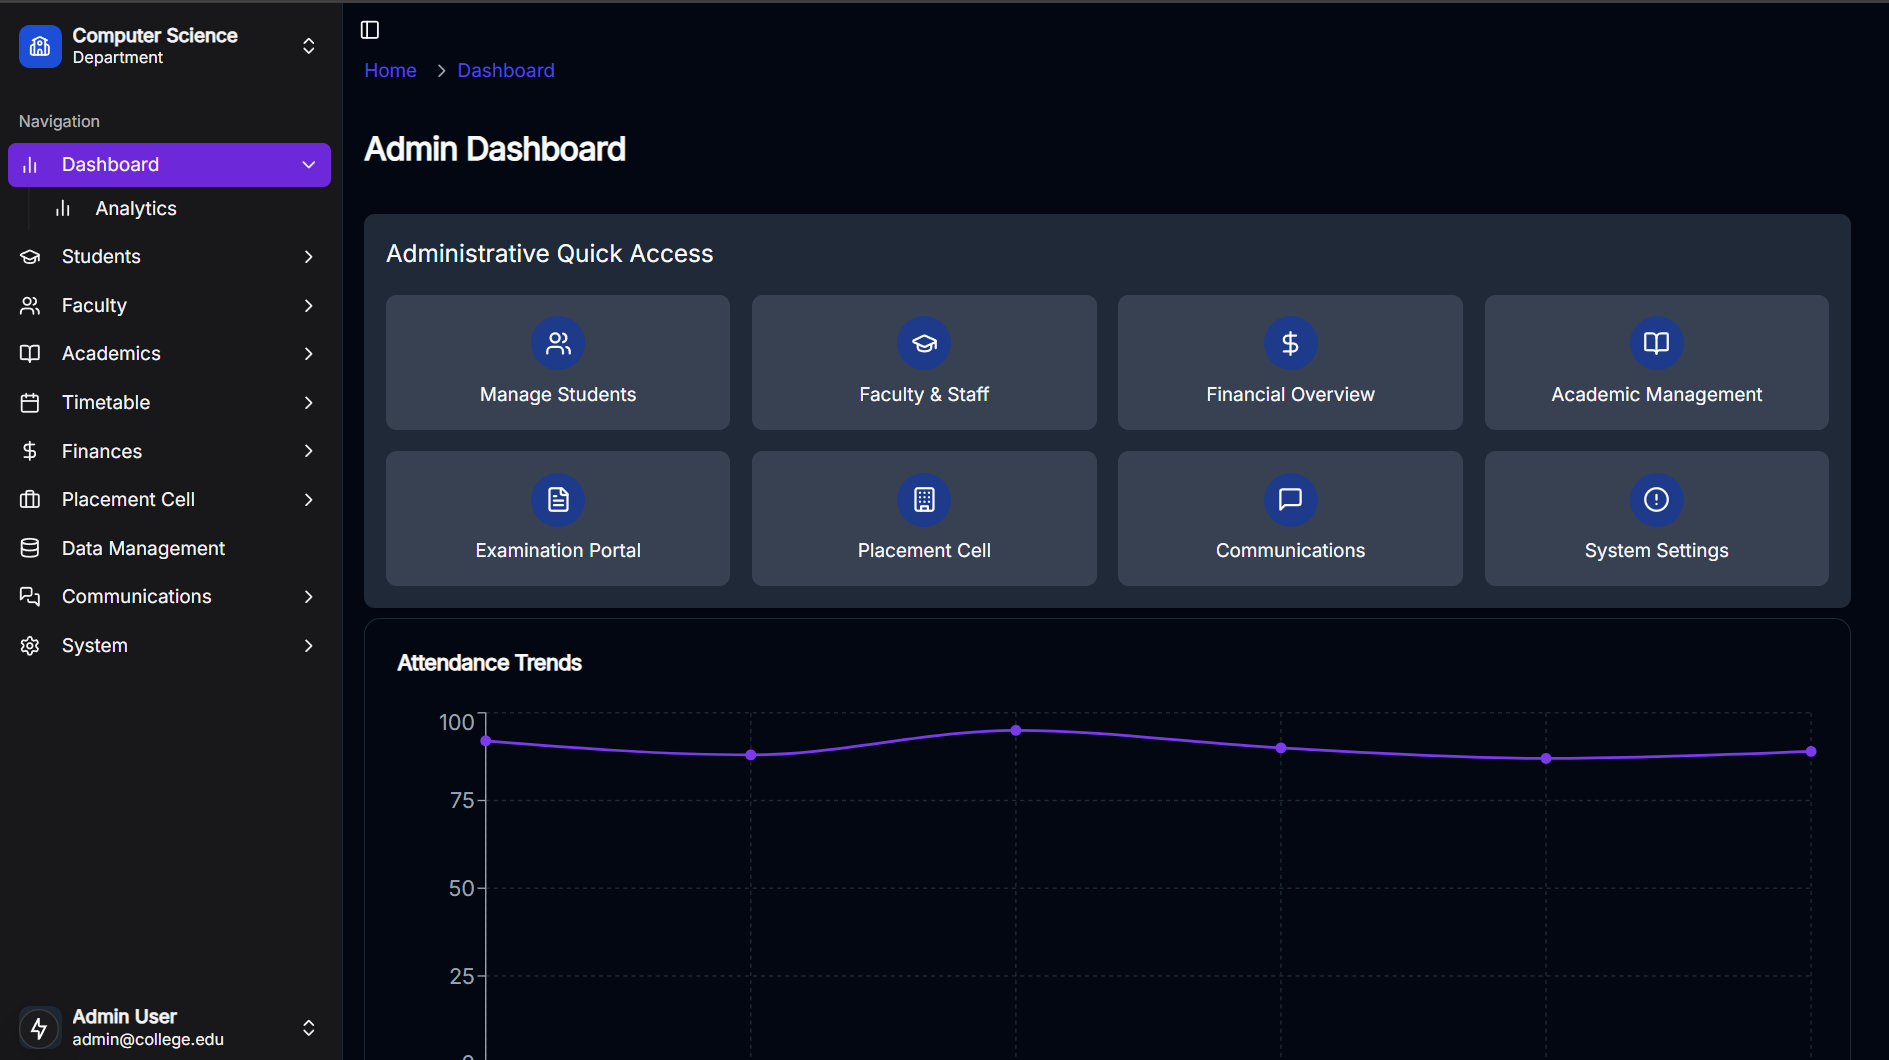 Computer Science
Department
Navigation
Dashboard
Analytics
Students
Faculty
Academics
Timetable
Finances
Placement Cell
Data Management
Communications
System
Admin User
admin@college.edu
Home
Dashboard
Admin Dashboard
Administrative Quick Access
Manage Students
Faculty & Staff
Financial Overview
Academic Management
Examination Portal
Placement Cell
Communications
System Settings
Attendance Trends
100
75
50
25
0